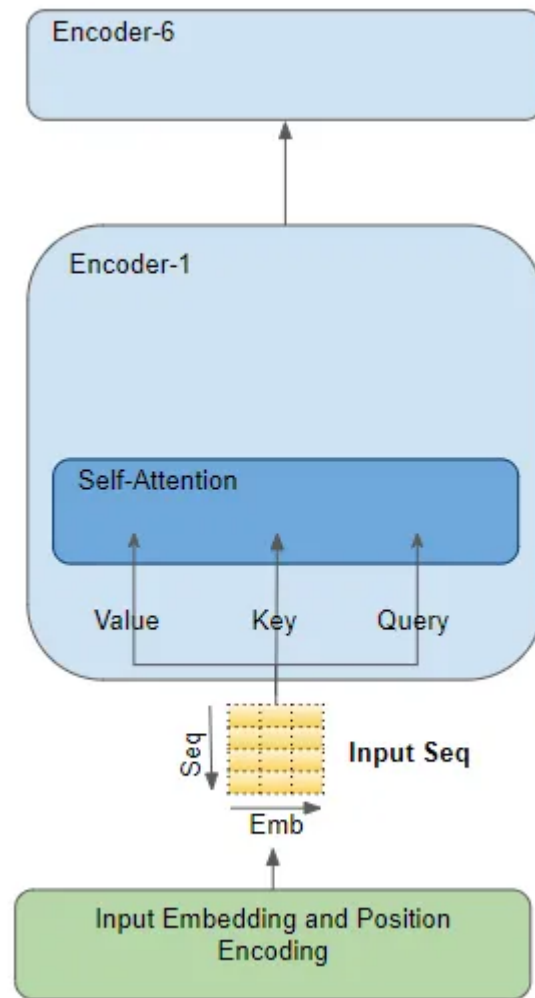 Encoder-6
Encoder-1
Self-Attention
Value
Key
Query
Seq
Input Seq
Emb
Input Embedding and Position
Encoding